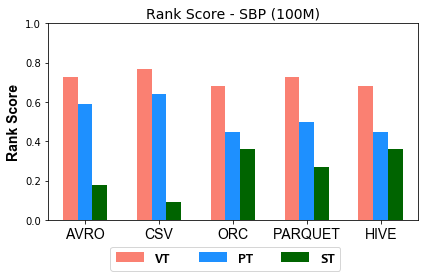 Rank Score - SBP (100M)
Rank Score
1.0
0.8
0.6
0.4
0.2
0.0
AVRO CSV ORC PARQUET HIVE
VT PT ST